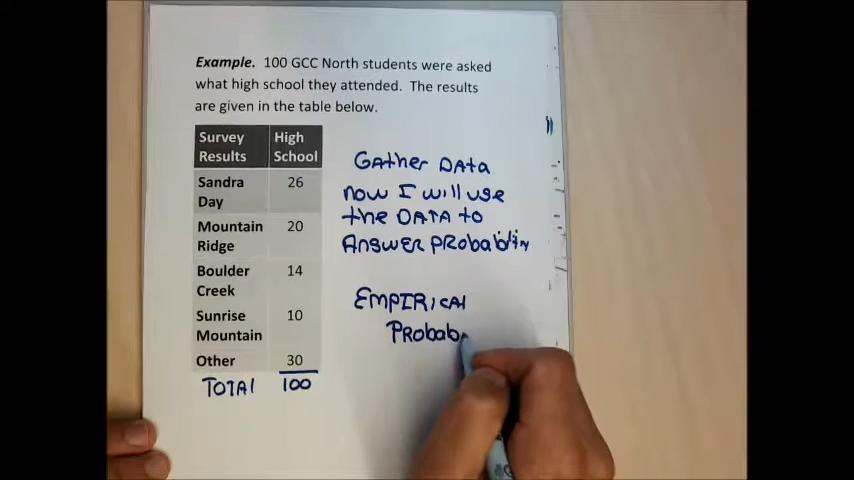 Example. 100 GCC North students were asked
what high school they attended. The results
are given in the table below.
Survey Results High School
Sandra Day 26
Mountain Ridge 20
Boulder Creek 14
Sunrise Mountain 10
Other 30
TOTAl 100
GAther DAta
now I will use
the DATA to
AnswER PRobability
EMPIRICAl
PRobab